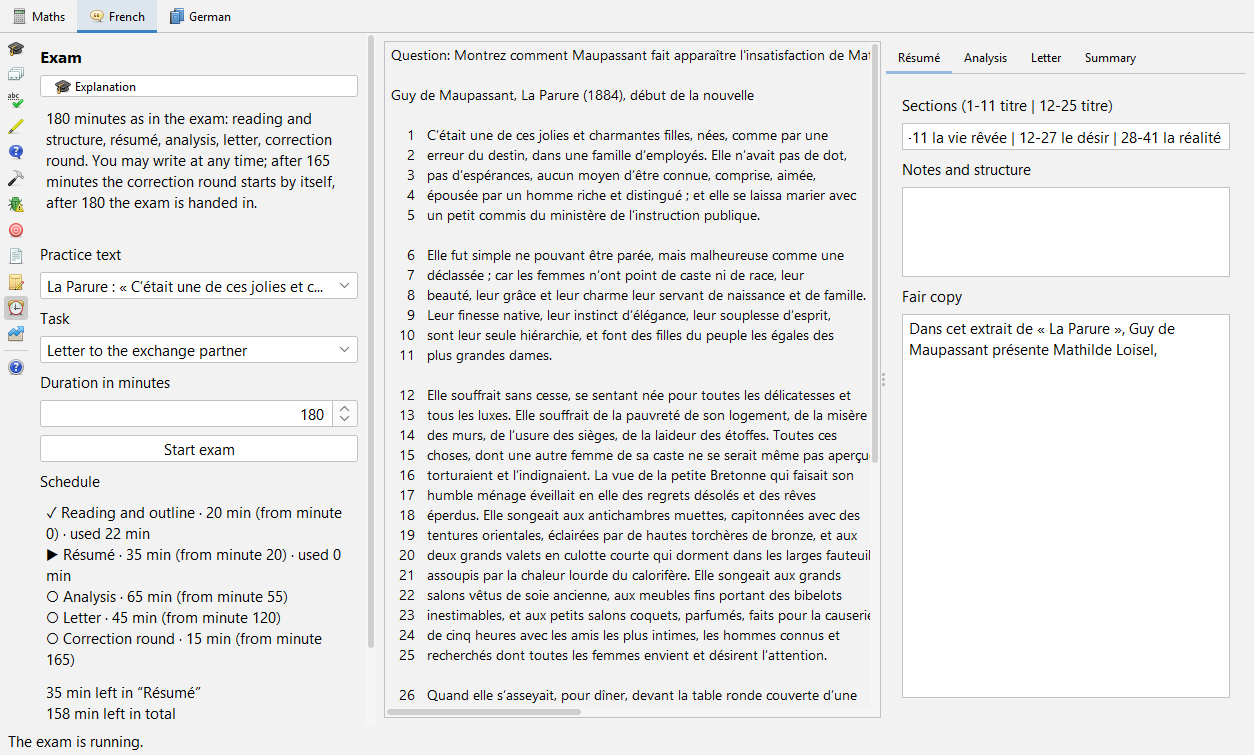 Maths
French
German
Exam
Explanation
180 minutes as in the exam: reading and
structure, résumé, analysis, letter, correction
round. You may write at any time; after 165
minutes the correction round starts by itself,
after 180 the exam is handed in.
Practice text
La Parure : « C’était une de ces jolies et c...
Task
Letter to the exchange partner
Duration in minutes
180
Start exam
Schedule
✓ Reading and outline · 20 min (from minute
0) · used 22 min
▶ Résumé · 35 min (from minute 20) · used 0
min
○ Analysis · 65 min (from minute 55)
○ Letter · 45 min (from minute 120)
○ Correction round · 15 min (from minute
165)
35 min left in “Résumé”
158 min left in total
Question: Montrez comment Maupassant fait apparaître l'insatisfaction de
Guy de Maupassant, La Parure (1884), début de la nouvelle
1 C’était une de ces jolies et charmantes filles, nées, comme par une
2 erreur du destin, dans une famille d’employés. Elle n’avait pas de dot,
3 pas d’espérances, aucun moyen d’être connue, comprise, aimée,
4 épousée par un homme riche et distingué ; et elle se laissa marier avec
5 un petit commis du ministère de l’instruction publique.
6 Elle fut simple ne pouvant être parée, mais malheureuse comme une
7 déclassée ; car les femmes n’ont point de caste ni de race, leur
8 beauté, leur grâce et leur charme leur servant de naissance et de famille.
9 Leur finesse native, leur instinct d’élégance, leur souplesse d’esprit,
10 sont leur seule hiérarchie, et font des filles du peuple les égales des
11 plus grandes dames.
12 Elle souffrait sans cesse, se sentant née pour toutes les délicatesses et
13 tous les luxes. Elle souffrait de la pauvreté de son logement, de la misère
14 des murs, de l’usure des sièges, de la laideur des étoffes. Toutes ces
15 choses, dont une autre femme de sa caste ne se serait même pas
16 torturaient et l’indignaient. La vue de la petite Bretonne qui faisait son
17 humble ménage éveillait en elle des regrets désolés et des rêves
18 éperdus. Elle songeait aux antichambres muettes, capitonnées avec des
19 tentures orientales, éclairées par de hautes torchères de bronze, et aux
20 deux grands valets en culotte courte qui dorment dans les larges
21 assoupis par la chaleur lourde du calorifère. Elle songeait aux grands
22 salons vêtus de soie ancienne, aux meubles fins portant des bibelots
23 inestimables, et aux petits salons coquets, parfumés, faits pour la
24 de cinq heures avec les amis les plus intimes, les hommes connus et
25 recherchés dont toutes les femmes envient et désirent l’attention.
26 Quand elle s’asseyait, pour dîner, devant la table ronde couverte d’une
Résumé
Analysis
Letter
Summary
Sections (1-11 titre | 12-25 titre)
-11 la vie rêvée | 12-27 le désir | 28-41 la réalité
Notes and structure
Fair copy
Dans cet extrait de « La Parure », Guy de
Maupassant présente Mathilde Loisel,
The exam is running.